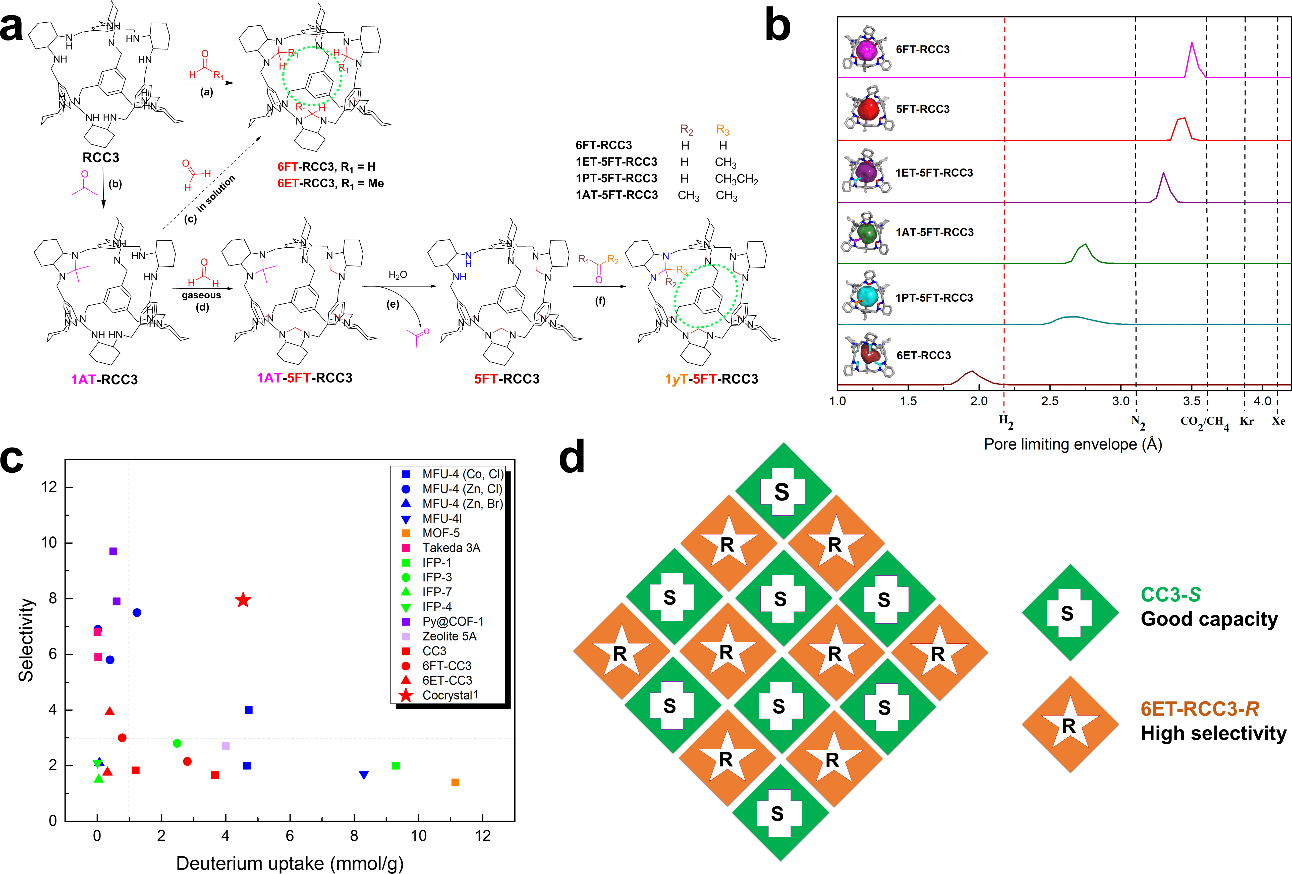 a
RCC3
H
R₁
(a)
6FT-RCC3, R₁ = H
6ET-RCC3, R₁ = Me
(b)
(c)
in solution
R₂ R₃
6FT-RCC3 H H
1ET-5FT-RCC3 H CH₃
1PT-5FT-RCC3 H CH₃CH₂
1AT-5FT-RCC3 CH₃ CH₃
1AT-RCC3
gaseous
(d)
1AT-5FT-RCC3
H₂O
(e)
5FT-RCC3
(f)
1yT-5FT-RCC3
b
6FT-RCC3
5FT-RCC3
1ET-5FT-RCC3
1AT-5FT-RCC3
1PT-5FT-RCC3
6ET-RCC3
1.0 1.5 2.0 2.5 3.0 3.5 4.0
H₂ N₂ CO₂/CH₄ Kr Xe
Pore limiting envelope (Å)
c
Selectivity
12
10
8
6
4
2
0
0 2 4 6 8 10 12
Deuterium uptake (mmol/g)
MFU-4 (Co, Cl)
MFU-4 (Zn, Cl)
MFU-4 (Zn, Br)
MFU-4l
MOF-5
Takeda 3A
IFP-1
IFP-3
IFP-7
IFP-4
Py@COF-1
Zeolite 5A
CC3
6FT-CC3
6ET-CC3
Cocrystal1
d
S
R R
S S S
R R R R
S S S
R R
S
S
CC3-S
Good capacity
R
6ET-RCC3-R
High selectivity